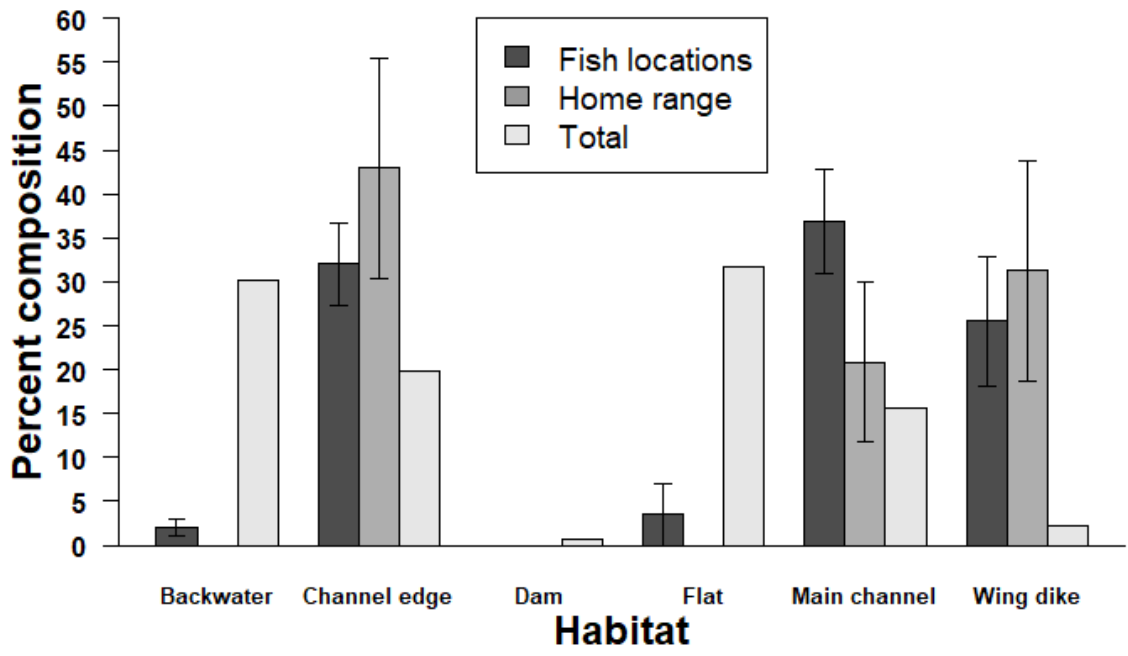 Percent composition
60
55
50
45
40
35
30
25
20
15
10
5
0
Fish locations
Home range
Total
Backwater Channel edge Dam Flat Main channel Wing dike
Habitat